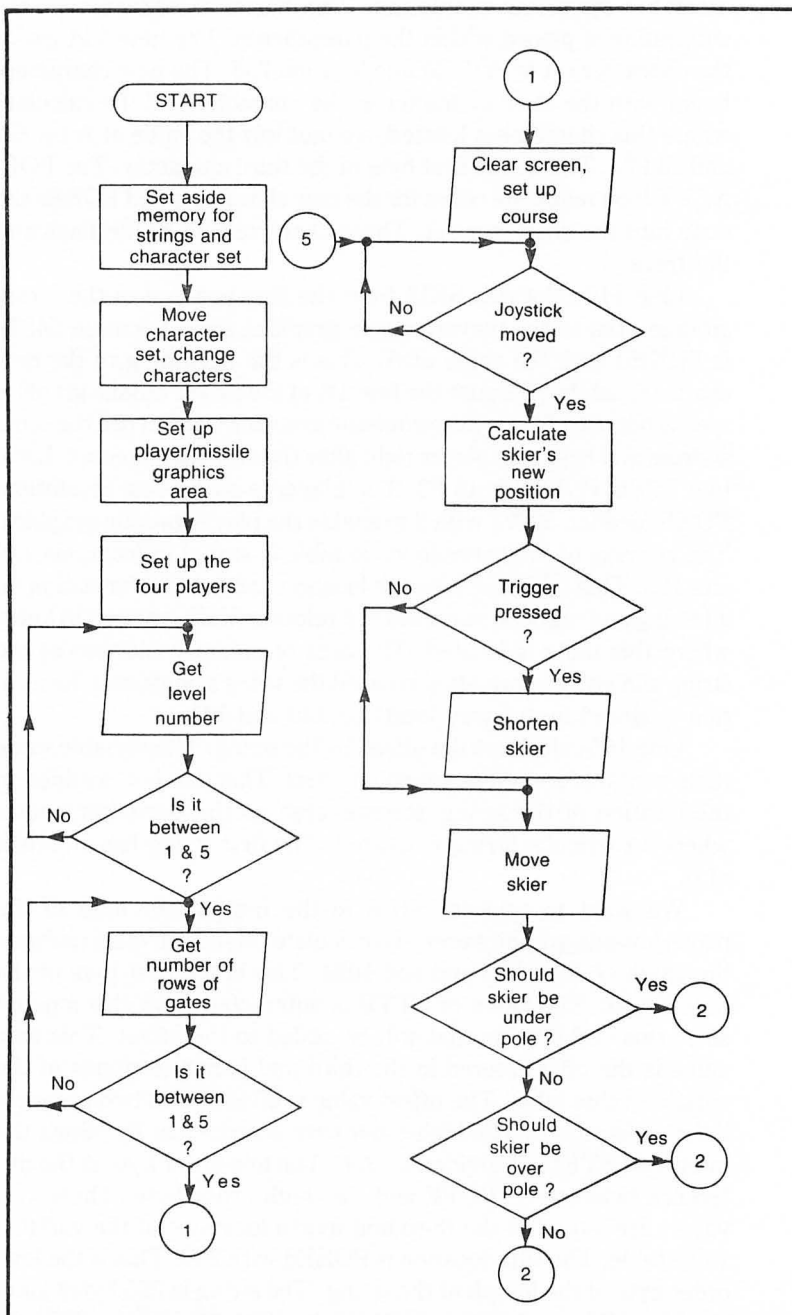 START
Set aside
memory for
strings and
character set
Move
character
set, change
characters
Set up
player/missile
graphics
area
Set up the
four players
Get
level
number
No
Is it
between
1 & 5
?
Yes
Get
number of
rows of
gates
No
Is it
between
1 & 5
?
Yes
1
1
Clear screen,
set up
course
5
No
Joystick
moved
?
Yes
Calculate
skier's
new
position
No
Trigger
pressed
?
Yes
Shorten
skier
Move
skier
Should
skier be
under
pole ?
Yes
2
No
Should
skier be
over
pole ?
Yes
2
No
2